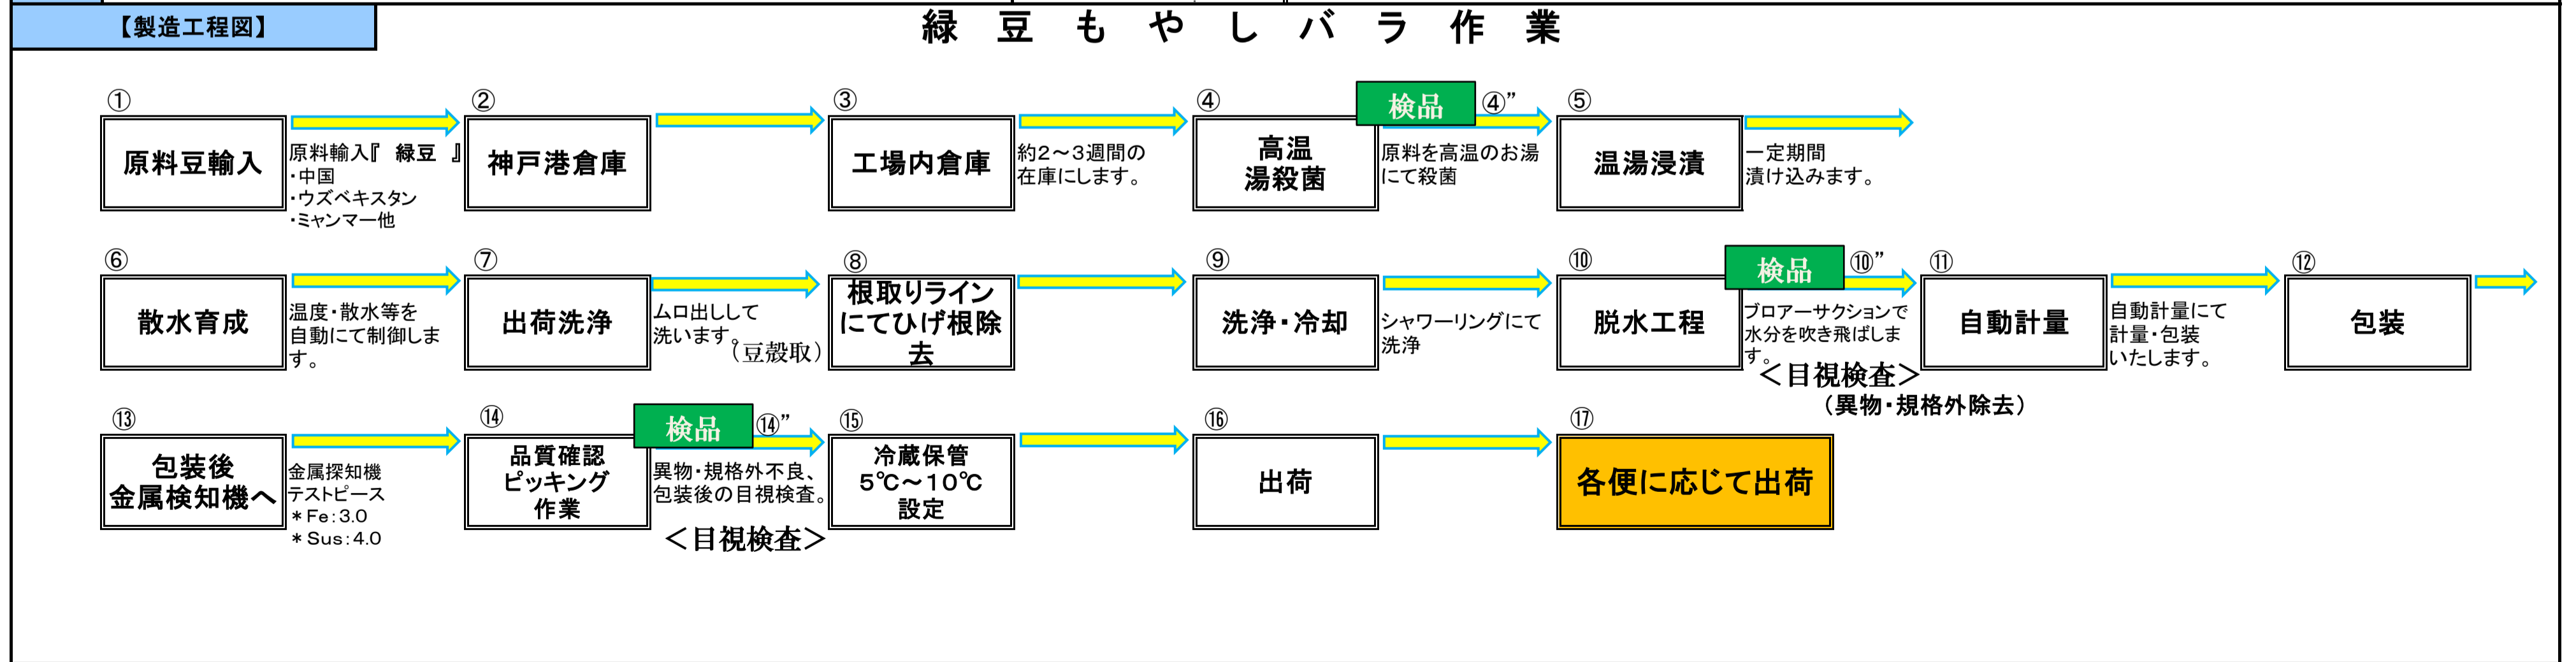 【製造工程図】
緑豆もやしバラ作業
①
原料豆輸入
原料輸入『 緑豆 』
・中国
・ウズベキスタン
・ミャンマー他
②
神戸港倉庫
③
工場内倉庫
約２～３週間の
在庫にします。
④
高温
湯殺菌
検品
④”
原料を高温のお湯
にて殺菌
⑤
温湯浸漬
一定期間
漬け込みます。
⑥
散水育成
温度・散水等を
自動にて制御しま
す。
⑦
出荷洗浄
ムロ出しして
洗います。
（豆殻取）
⑧
根取りライン
にてひげ根除
去
⑨
洗浄・冷却
シャワーリングにて
洗浄
⑩
脱水工程
検品
⑩”
ブロアーサクションで
水分を吹き飛ばしま
す。
＜目視検査＞
（異物・規格外除去）
⑪
自動計量
自動計量にて
計量・包装
いたします。
⑫
包装
⑬
包装後
金属検知機へ
金属探知機
テストピース
＊Fe：3.0
＊Sus：4.0
⑭
品質確認
ピッキング
作業
検品
⑭”
異物・規格外不良、
包装後の目視検査。
＜目視検査＞
⑮
冷蔵保管
５℃～１０℃
設定
⑯
出荷
⑰
各便に応じて出荷